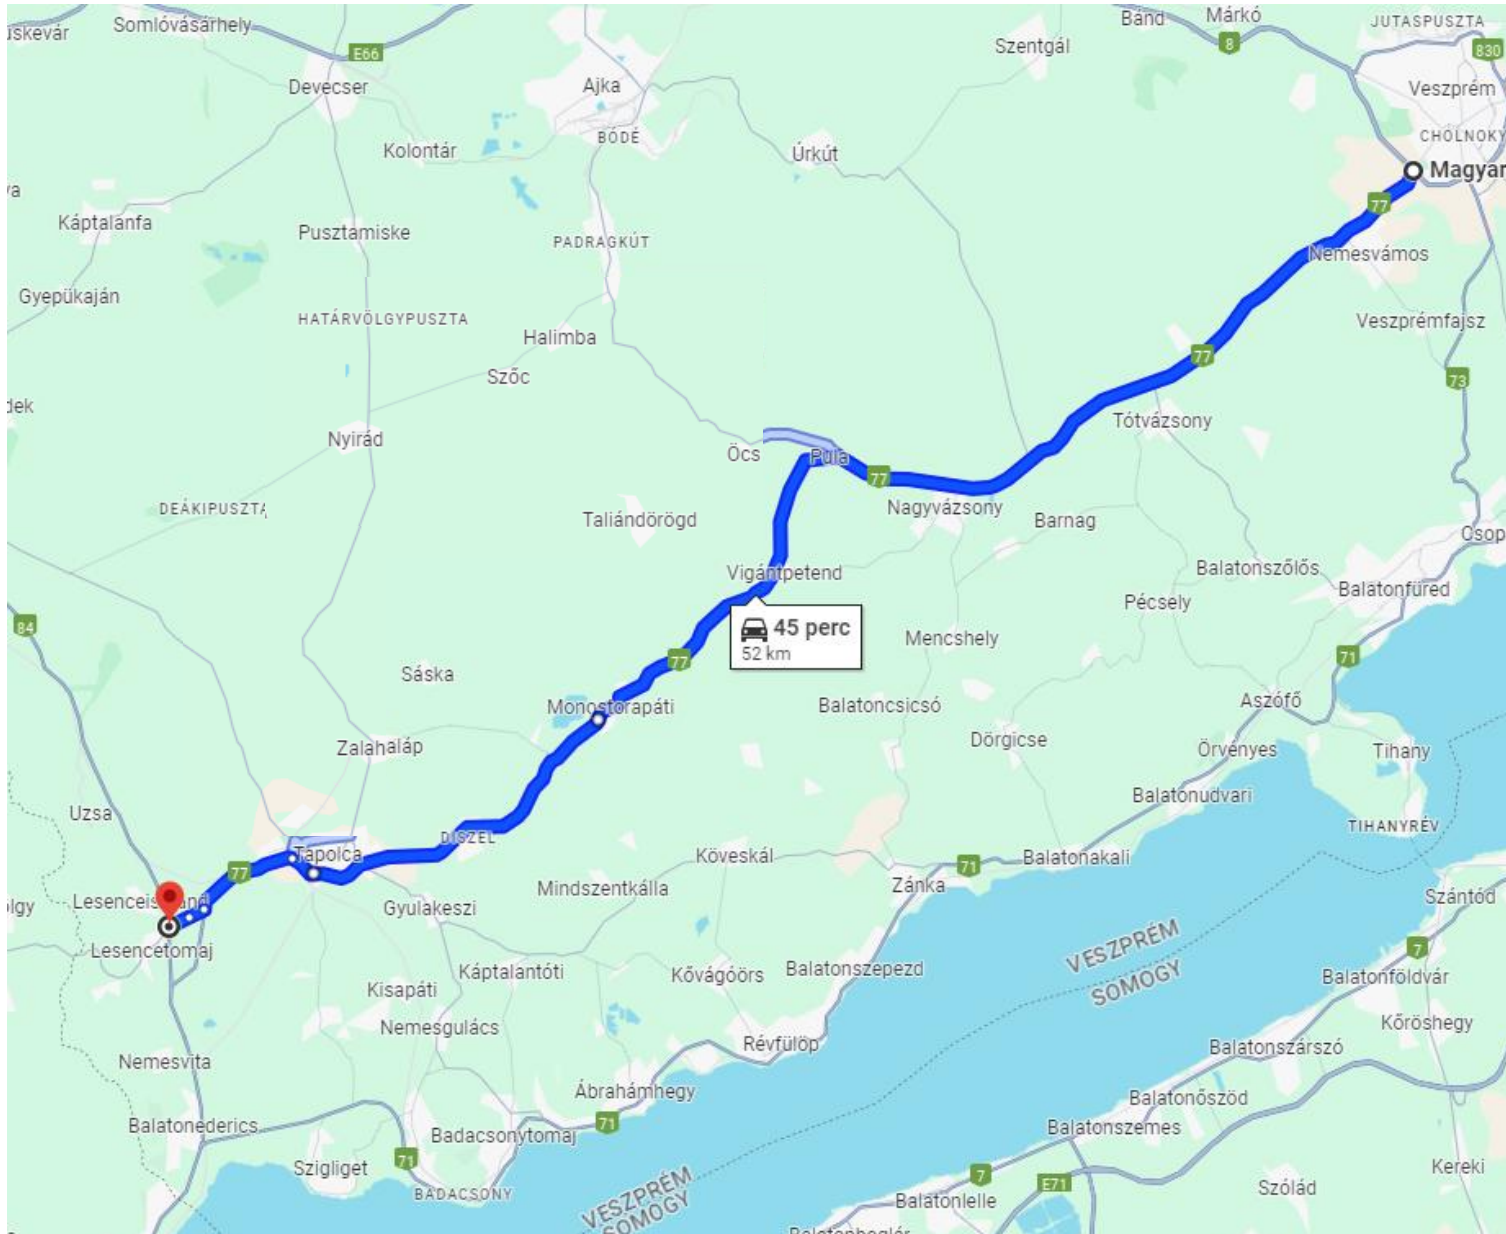 Bánd
Márkó
JUTASPUSZTA
Somlóvásárhely
Szentgál
8
830
E66
Devecser
Ajka
Veszprém
BÓDÉ
CHOLNOKY
Kolontár
Úrkút
Magyar
77
Káptalanfa
Pusztamiske
PADRAGKÚT
Nemesvámos
Gyepükaján
HATÁRVÖLGYPUSZTA
Halimba
Veszprémfajsz
77
Szőc
73
Tótvázsony
Nyirád
Öcs
Pula
77
DEÁKIPUSZTA
Taliándörögd
Nagyvázsony
Barnag
Csop
Vigántpetend
Balatonszőlős
Balatonfüred
Pécsely
84
45 perc
52 km
Mencshely
77
71
Sáska
Monostorapáti
Balatoncsicsó
Aszófő
Zalahaláp
Dörgicse
Örvényes
Tihany
Uzsa
Balatonudvari
TIHANYRÉV
DISZEL
Tapolca
Köveskál
71
Balatonakali
77
Mindszentkálla
Zánka
Szántód
Gyulakeszi
Lesencetomaj
VESZPRÉM
SOMOGY
7
Káptalantóti
Kővágóörs
Balatonszepezd
Balatonföldvár
Kisapáti
Nemesgulács
Kőröshegy
Révfülöp
Balatonszárszó
Nemesvita
Ábrahámhegy
Balatonőszöd
Balatonederics
71
Badacsonytomaj
Balatonszemes
71
Szigliget
BADACSONY
VESZPRÉM
SOMOGY
7
E71
Szólád
Kereki
Balatonlelle